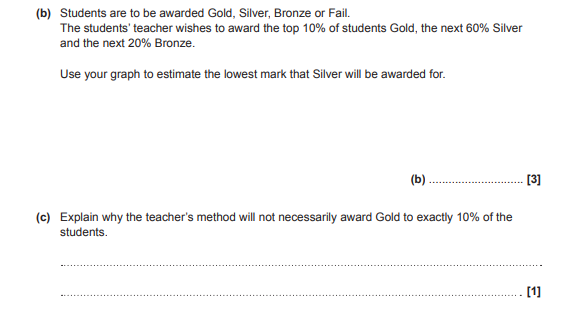 (b) Students are to be awarded Gold, Silver, Bronze or Fail.
The students' teacher wishes to award the top 10% of students Gold, the next 60% Silver
and the next 20% Bronze.
Use your graph to estimate the lowest mark that Silver will be awarded for.
(b) ............................. [3]
(c) Explain why the teacher's method will not necessarily award Gold to exactly 10% of the
students.
....................................................................................................................................................
.............................................................................................................................................. . [1]